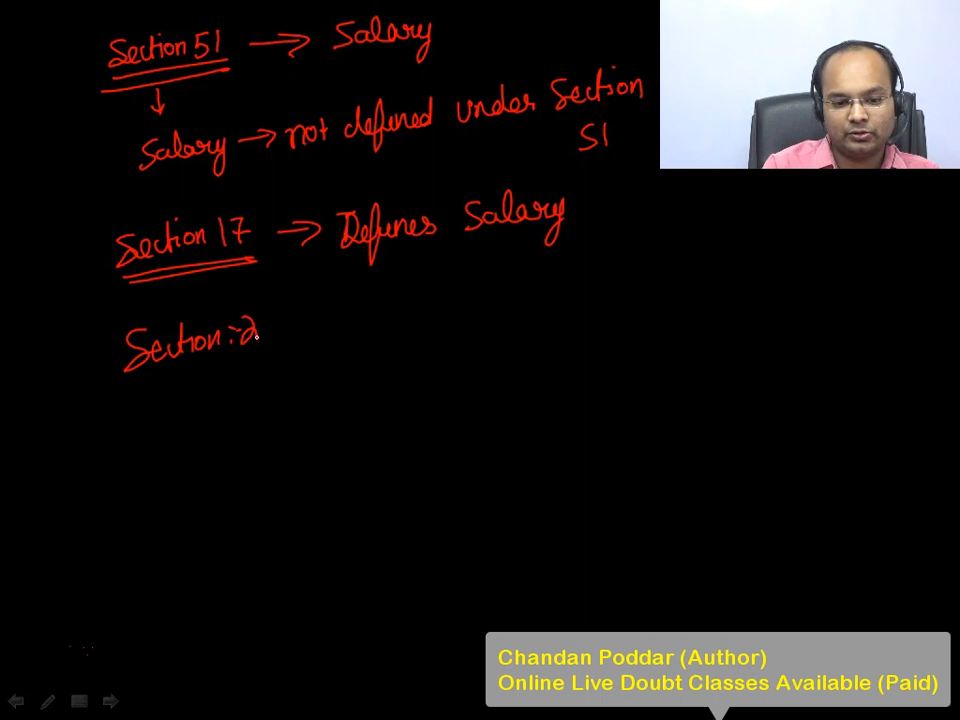 Section 51 → Salary
↓
Salary → not defined under Section
51
Section 17 → Defines Salary
Section :- 2
Chandan Poddar (Author)
Online Live Doubt Classes Available (Paid)